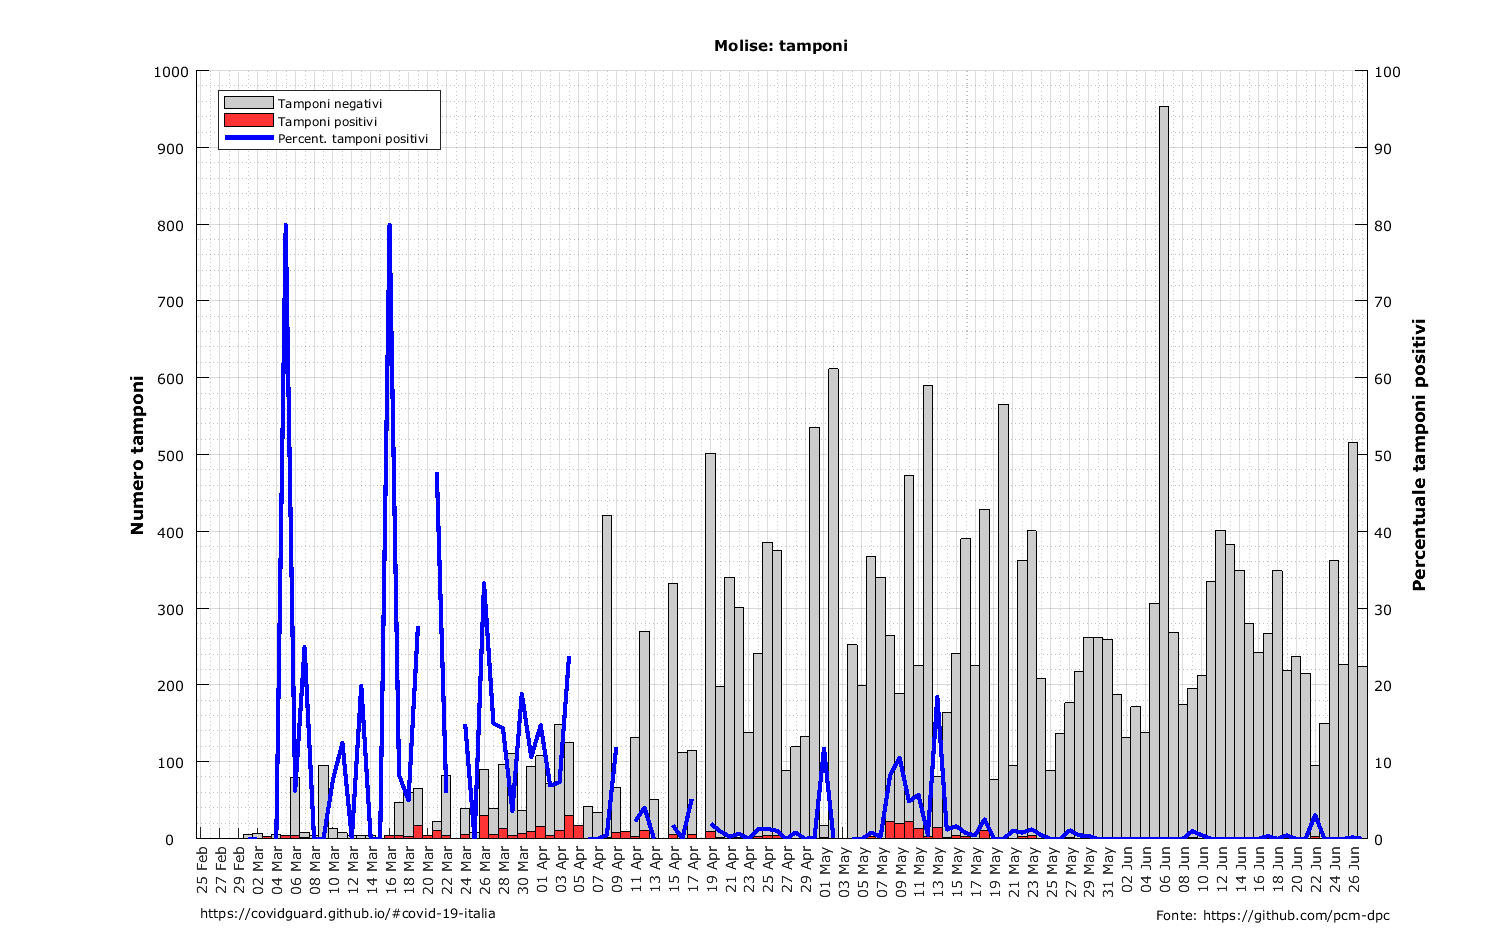 Molise: tamponi
1000
900
800
700
600
500
400
300
200
100
0
100
90
80
70
60
50
40
30
20
10
0
Tamponi negativi
Tamponi positivi
Percent. tamponi positivi
Numero tamponi
Percentuale tamponi positivi
25 Feb
27 Feb
29 Feb
02 Mar
04 Mar
06 Mar
08 Mar
10 Mar
12 Mar
14 Mar
16 Mar
18 Mar
20 Mar
22 Mar
24 Mar
26 Mar
28 Mar
30 Mar
01 Apr
03 Apr
05 Apr
07 Apr
09 Apr
11 Apr
13 Apr
15 Apr
17 Apr
19 Apr
21 Apr
23 Apr
25 Apr
27 Apr
29 Apr
01 May
03 May
05 May
07 May
09 May
11 May
13 May
15 May
17 May
19 May
21 May
23 May
25 May
27 May
29 May
31 May
02 Jun
04 Jun
06 Jun
08 Jun
10 Jun
12 Jun
14 Jun
16 Jun
18 Jun
20 Jun
22 Jun
24 Jun
26 Jun
https://covidguard.github.io/#covid-19-italia
Fonte: https://github.com/pcm-dpc